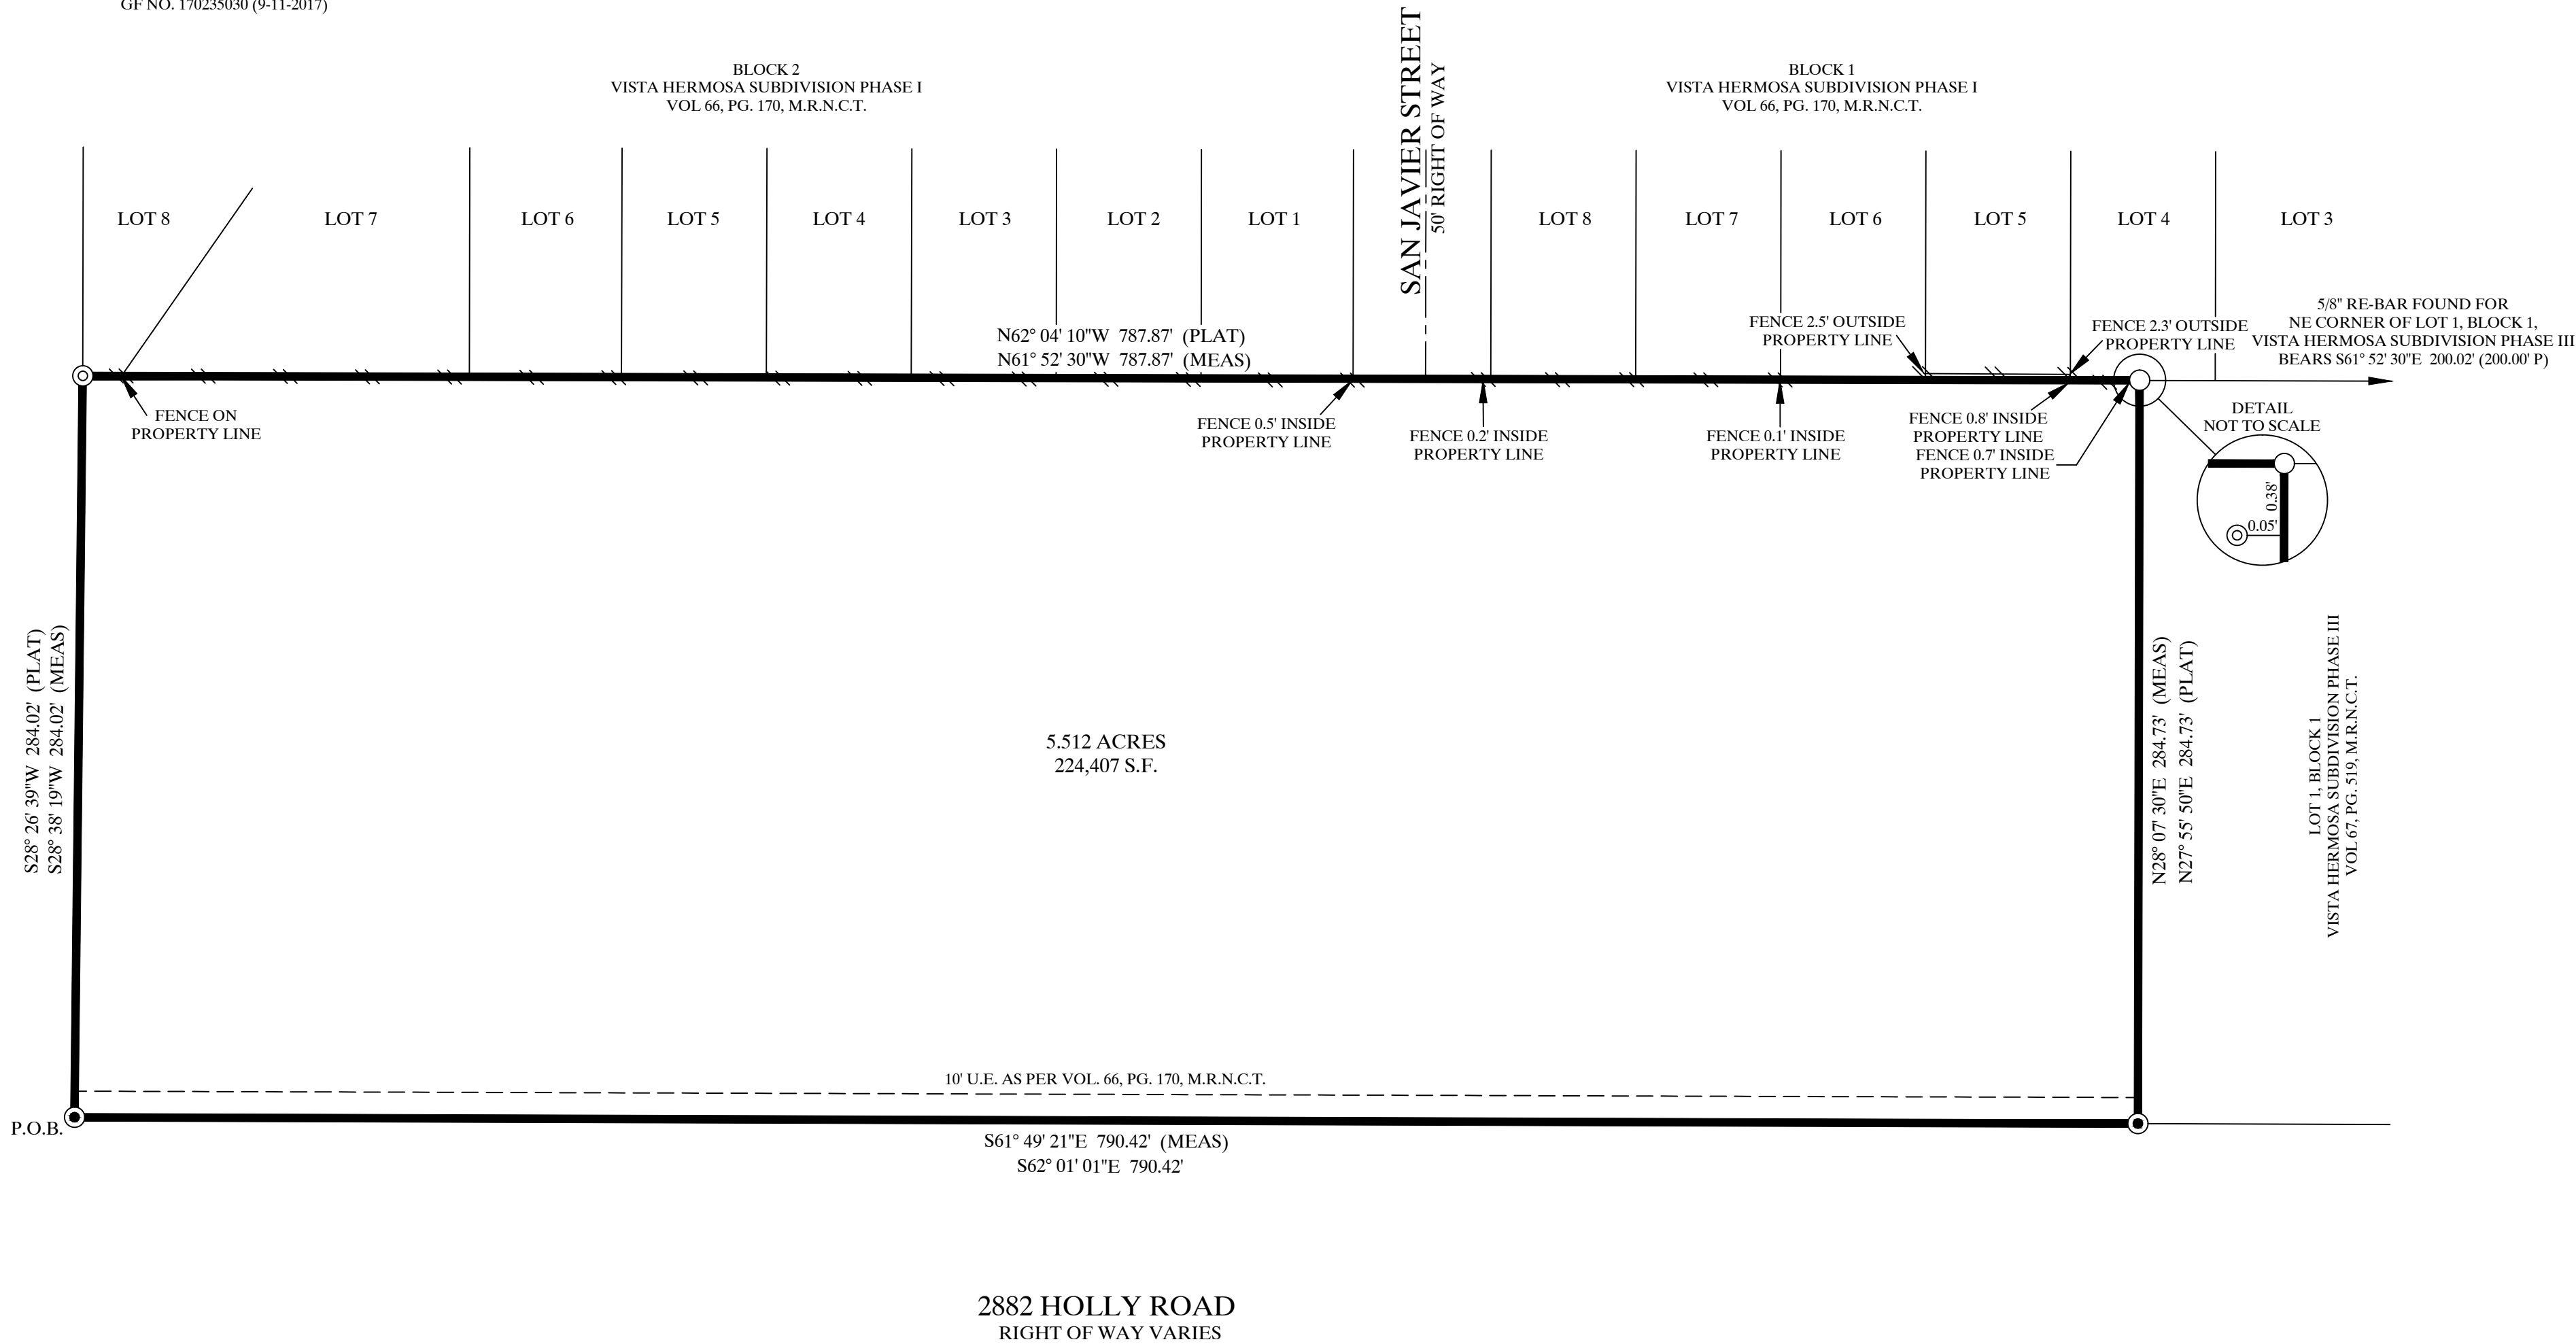 GF NO. 170235030 (9-11-2017)
BLOCK 2
VISTA HERMOSA SUBDIVISION PHASE I
VOL 66, PG. 170, M.R.N.C.T.
SAN JAVIER STREET
50' RIGHT OF WAY
BLOCK 1
VISTA HERMOSA SUBDIVISION PHASE I
VOL 66, PG. 170, M.R.N.C.T.
LOT 8
LOT 7
LOT 6
LOT 5
LOT 4
LOT 3
LOT 2
LOT 1
LOT 8
LOT 7
LOT 6
LOT 5
LOT 4
LOT 3
N62° 04' 10"W 787.87' (PLAT)
N61° 52' 30"W 787.87' (MEAS)
FENCE 2.5' OUTSIDE
PROPERTY LINE
FENCE 2.3' OUTSIDE
PROPERTY LINE
5/8" RE-BAR FOUND FOR
NE CORNER OF LOT 1, BLOCK 1,
VISTA HERMOSA SUBDIVISION PHASE III
BEARS S61° 52' 30"E 200.02' (200.00' P)
FENCE ON
PROPERTY LINE
FENCE 0.5' INSIDE
PROPERTY LINE
FENCE 0.2' INSIDE
PROPERTY LINE
FENCE 0.1' INSIDE
PROPERTY LINE
FENCE 0.8' INSIDE
PROPERTY LINE
FENCE 0.7' INSIDE
PROPERTY LINE
DETAIL
NOT TO SCALE
0.38'
0.05'
S28° 26' 39"W 284.02' (PLAT)
S28° 38' 19"W 284.02' (MEAS)
5.512 ACRES
224,407 S.F.
N28° 07' 30"E 284.73' (MEAS)
N27° 55' 50"E 284.73' (PLAT)
LOT 1, BLOCK 1
VISTA HERMOSA SUBDIVISION PHASE III
VOL 67, PG. 519, M.R.N.C.T.
10' U.E. AS PER VOL. 66, PG. 170, M.R.N.C.T.
P.O.B.
S61° 49' 21"E 790.42' (MEAS)
S62° 01' 01"E 790.42'
2882 HOLLY ROAD
RIGHT OF WAY VARIES